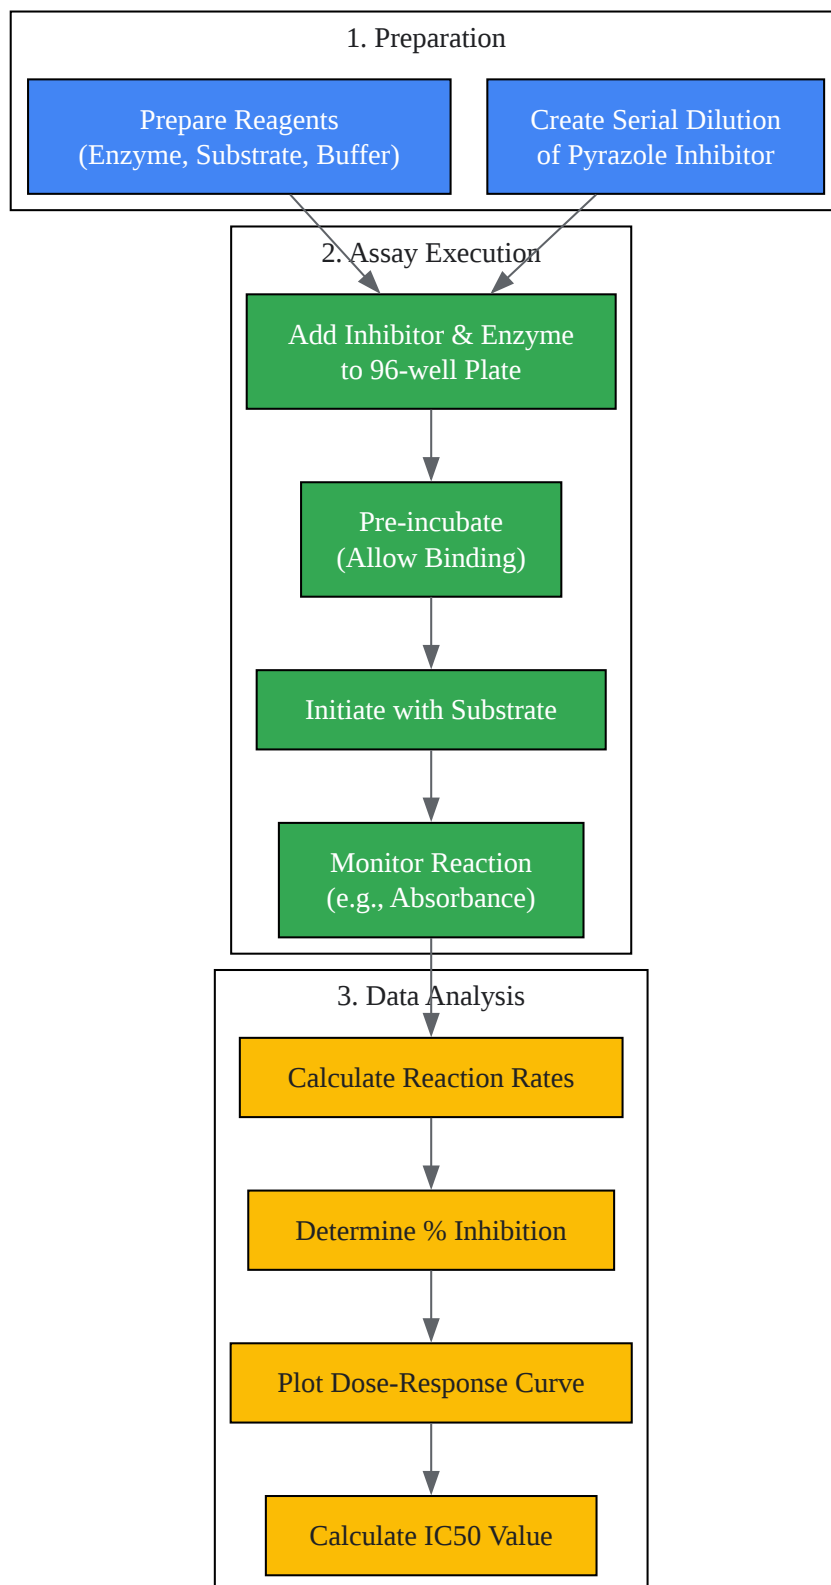 1. Preparation
Prepare Reagents
(Enzyme, Substrate, Buffer)
Create Serial Dilution
of Pyrazole Inhibitor
2. Assay Execution
Add Inhibitor & Enzyme
to 96-well Plate
Pre-incubate
(Allow Binding)
Initiate with Substrate
Monitor Reaction
(e.g., Absorbance)
3. Data Analysis
Calculate Reaction Rates
Determine % Inhibition
Plot Dose-Response Curve
Calculate IC50 Value